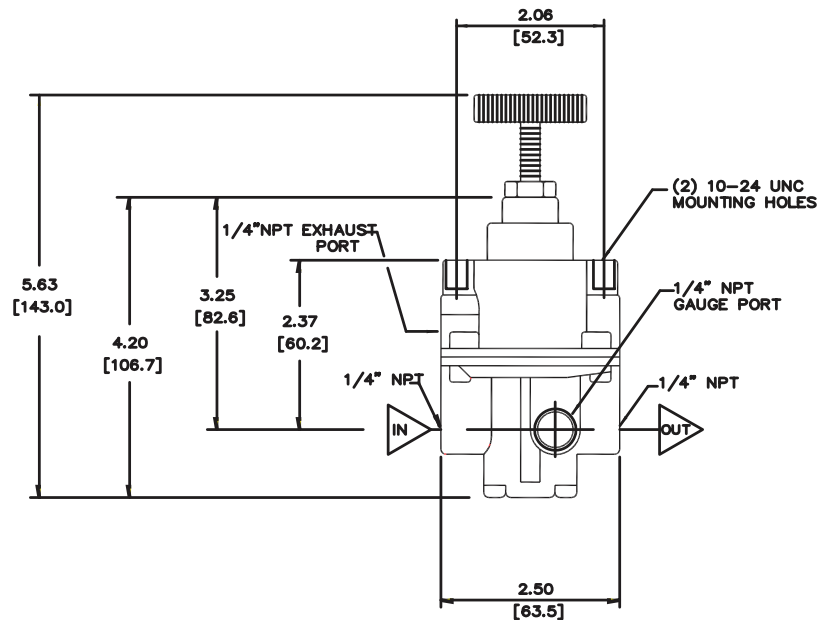 2.06
[52.3]
(2) 10-24 UNC
MOUNTING HOLES
1/4"NPT EXHAUST
PORT
5.63
[143.0]
3.25
[82.6]
2.37
[60.2]
1/4" NPT
GAUGE PORT
4.20
[106.7]
1/4" NPT
1/4" NPT
IN
OUT
2.50
[63.5]